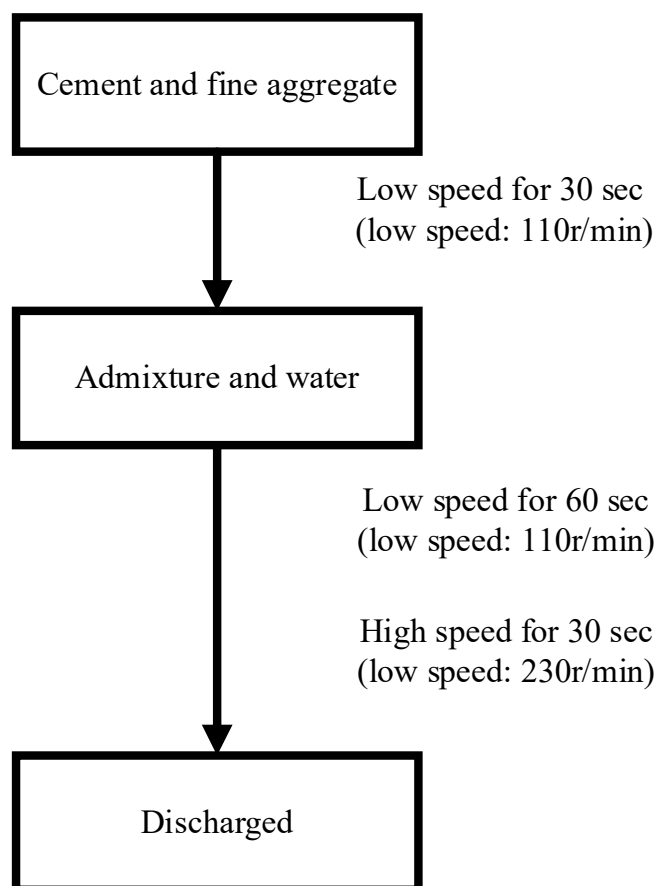 Cement and fine aggregate
Low speed for 30 sec
(low speed: 110r/min)
Admixture and water
Low speed for 60 sec
(low speed: 110r/min)
High speed for 30 sec
(low speed: 230r/min)
Discharged